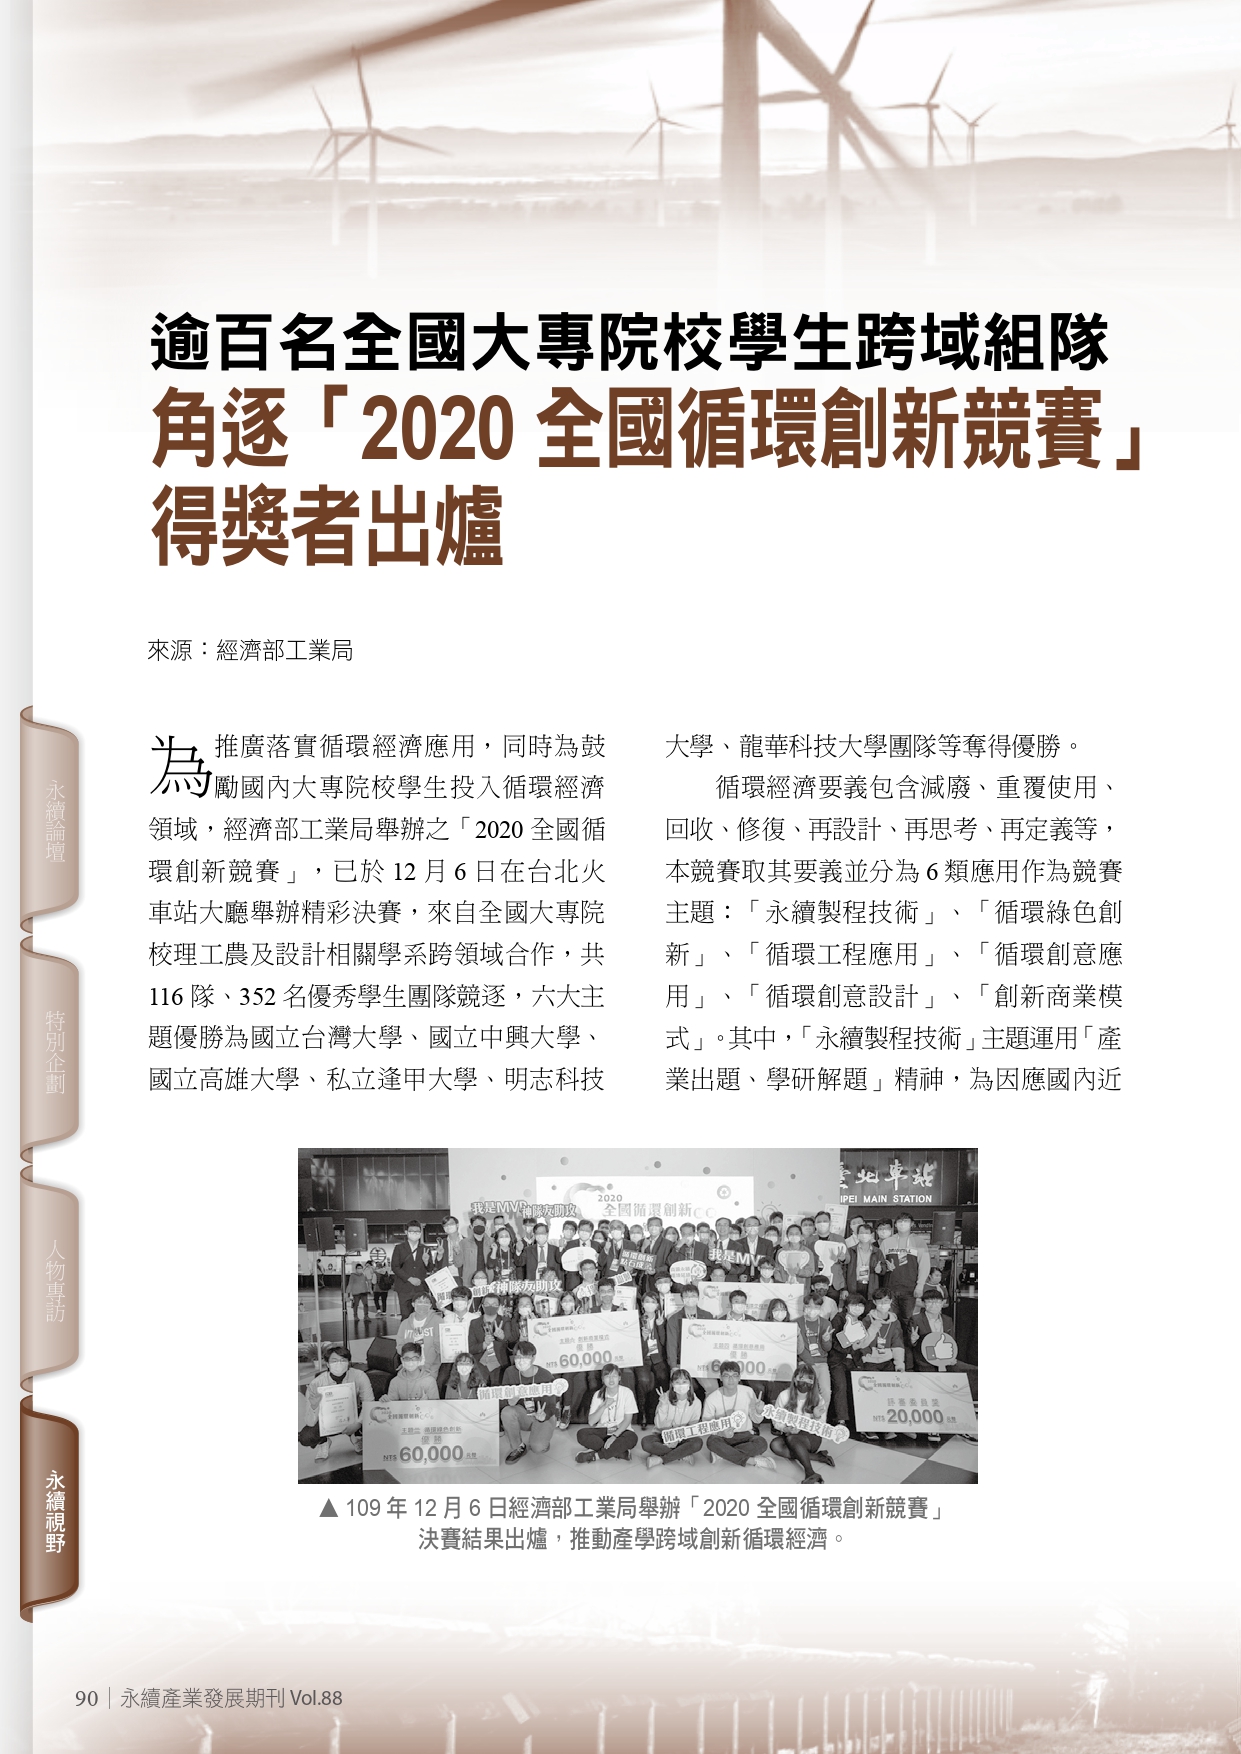 逾百名全國大專院校學生跨域組隊
角逐「2020 全國循環創新競賽」
得獎者出爐
來源：經濟部工業局
為推廣落實循環經濟應用，同時為鼓
勵國內大專院校學生投入循環經濟
領域，經濟部工業局舉辦之「2020 全國循
環創新競賽」，已於 12 月 6 日在台北火
車站大廳舉辦精彩決賽，來自全國大專院
校理工農及設計相關學系跨領域合作，共
116 隊、352 名優秀學生團隊競逐，六大主
題優勝為國立台灣大學、國立中興大學、
國立高雄大學、私立逢甲大學、明志科技
大學、龍華科技大學團隊等奪得優勝。
循環經濟要義包含減廢、重覆使用、
回收、修復、再設計、再思考、再定義等，
本競賽取其要義並分為 6 類應用作為競賽
主題：「永續製程技術」、「循環綠色創
新」、「循環工程應用」、「循環創意應
用」、「循環創意設計」、「創新商業模
式」。其中，「永續製程技術」主題運用「產
業出題、學研解題」精神，為因應國內近
北車站
IPEI MAIN STATION
2020
全國循環創新
我是MVP
神隊友助攻
我是MV
神隊友助攻
優勝
NT$ 60,000
優勝
循環創意應用
循環工程應用
永續製程技術
NT$ 20,000
優勝
NT$ 60,000
▲ 109 年 12 月 6 日經濟部工業局舉辦「2020 全國循環創新競賽」
決賽結果出爐，推動產學跨域創新循環經濟。
永續論壇
特別企劃
人物專訪
永續視野
90｜永續產業發展期刊 Vol.88